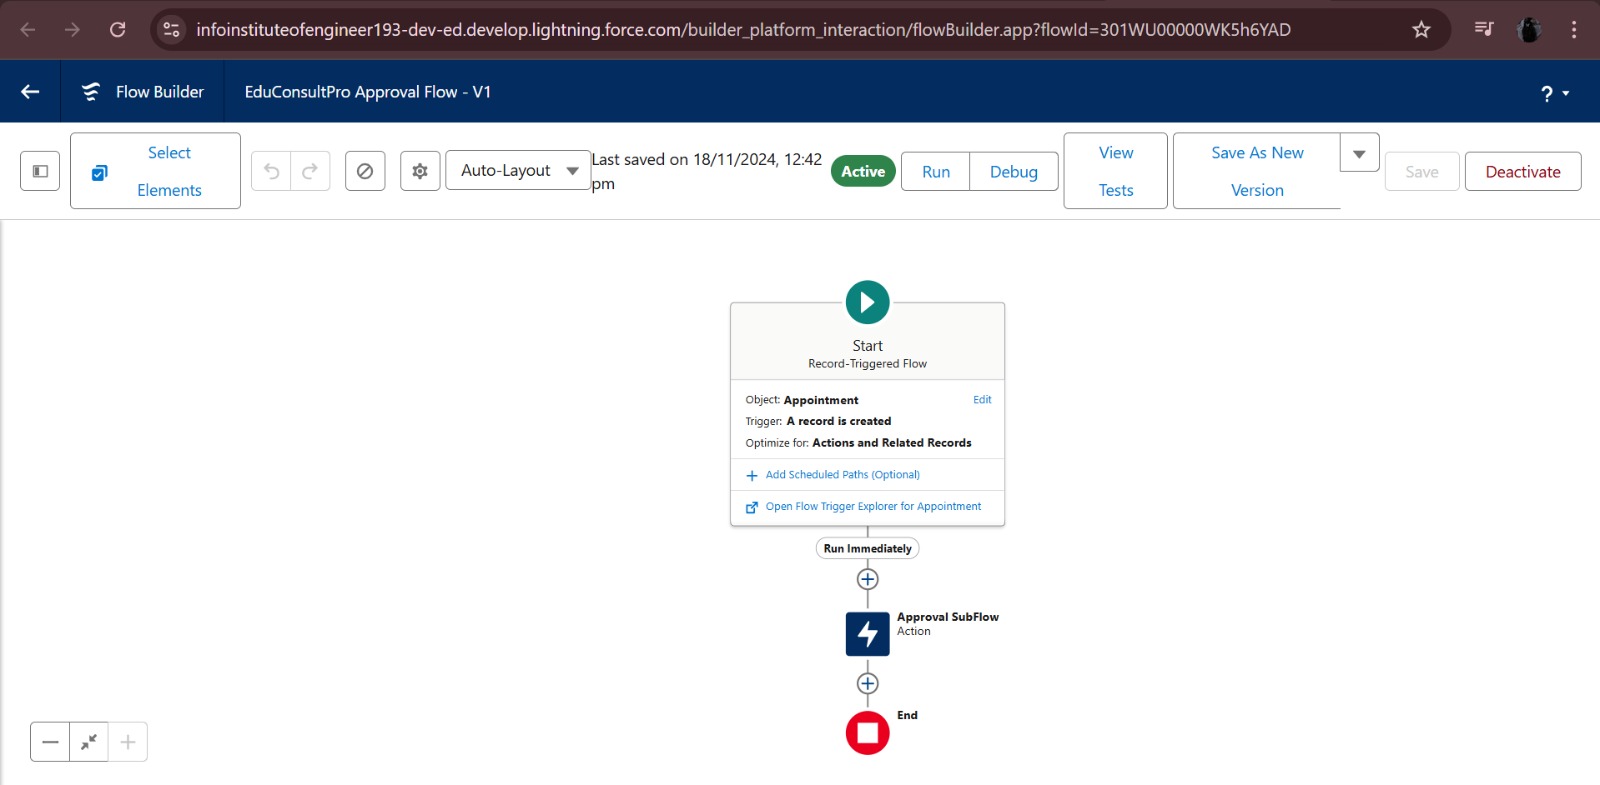 infoinstituteofengineer193-dev-ed.develop.lightning.force.com/builder_platform_interaction/flowBuilder.app?flowId=301WU00000WK5h6YAD
Flow Builder
EduConsultPro Approval Flow - V1
?
Select
Elements
Auto-Layout
Last saved on 18/11/2024, 12:42
pm
Active
Run
Debug
View
Tests
Save As New
Version
Save
Deactivate
Start
Record-Triggered Flow
Object: Appointment
Edit
Trigger: A record is created
Optimize for: Actions and Related Records
Add Scheduled Paths (Optional)
Open Flow Trigger Explorer for Appointment
Run Immediately
Approval SubFlow
Action
End